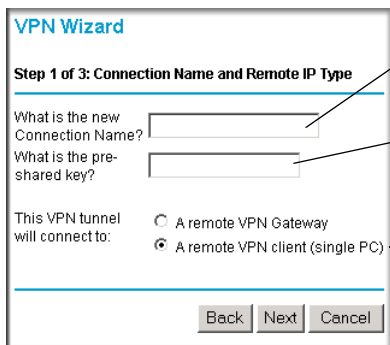 VPN Wizard
Step 1 of 3: Connection Name and Remote IP Type
What is the new
Connection Name?
What is the pre-
shared key?
This VPN tunnel
will connect to:
A remote VPN Gateway
A remote VPN client (single PC)
Back Next Cancel